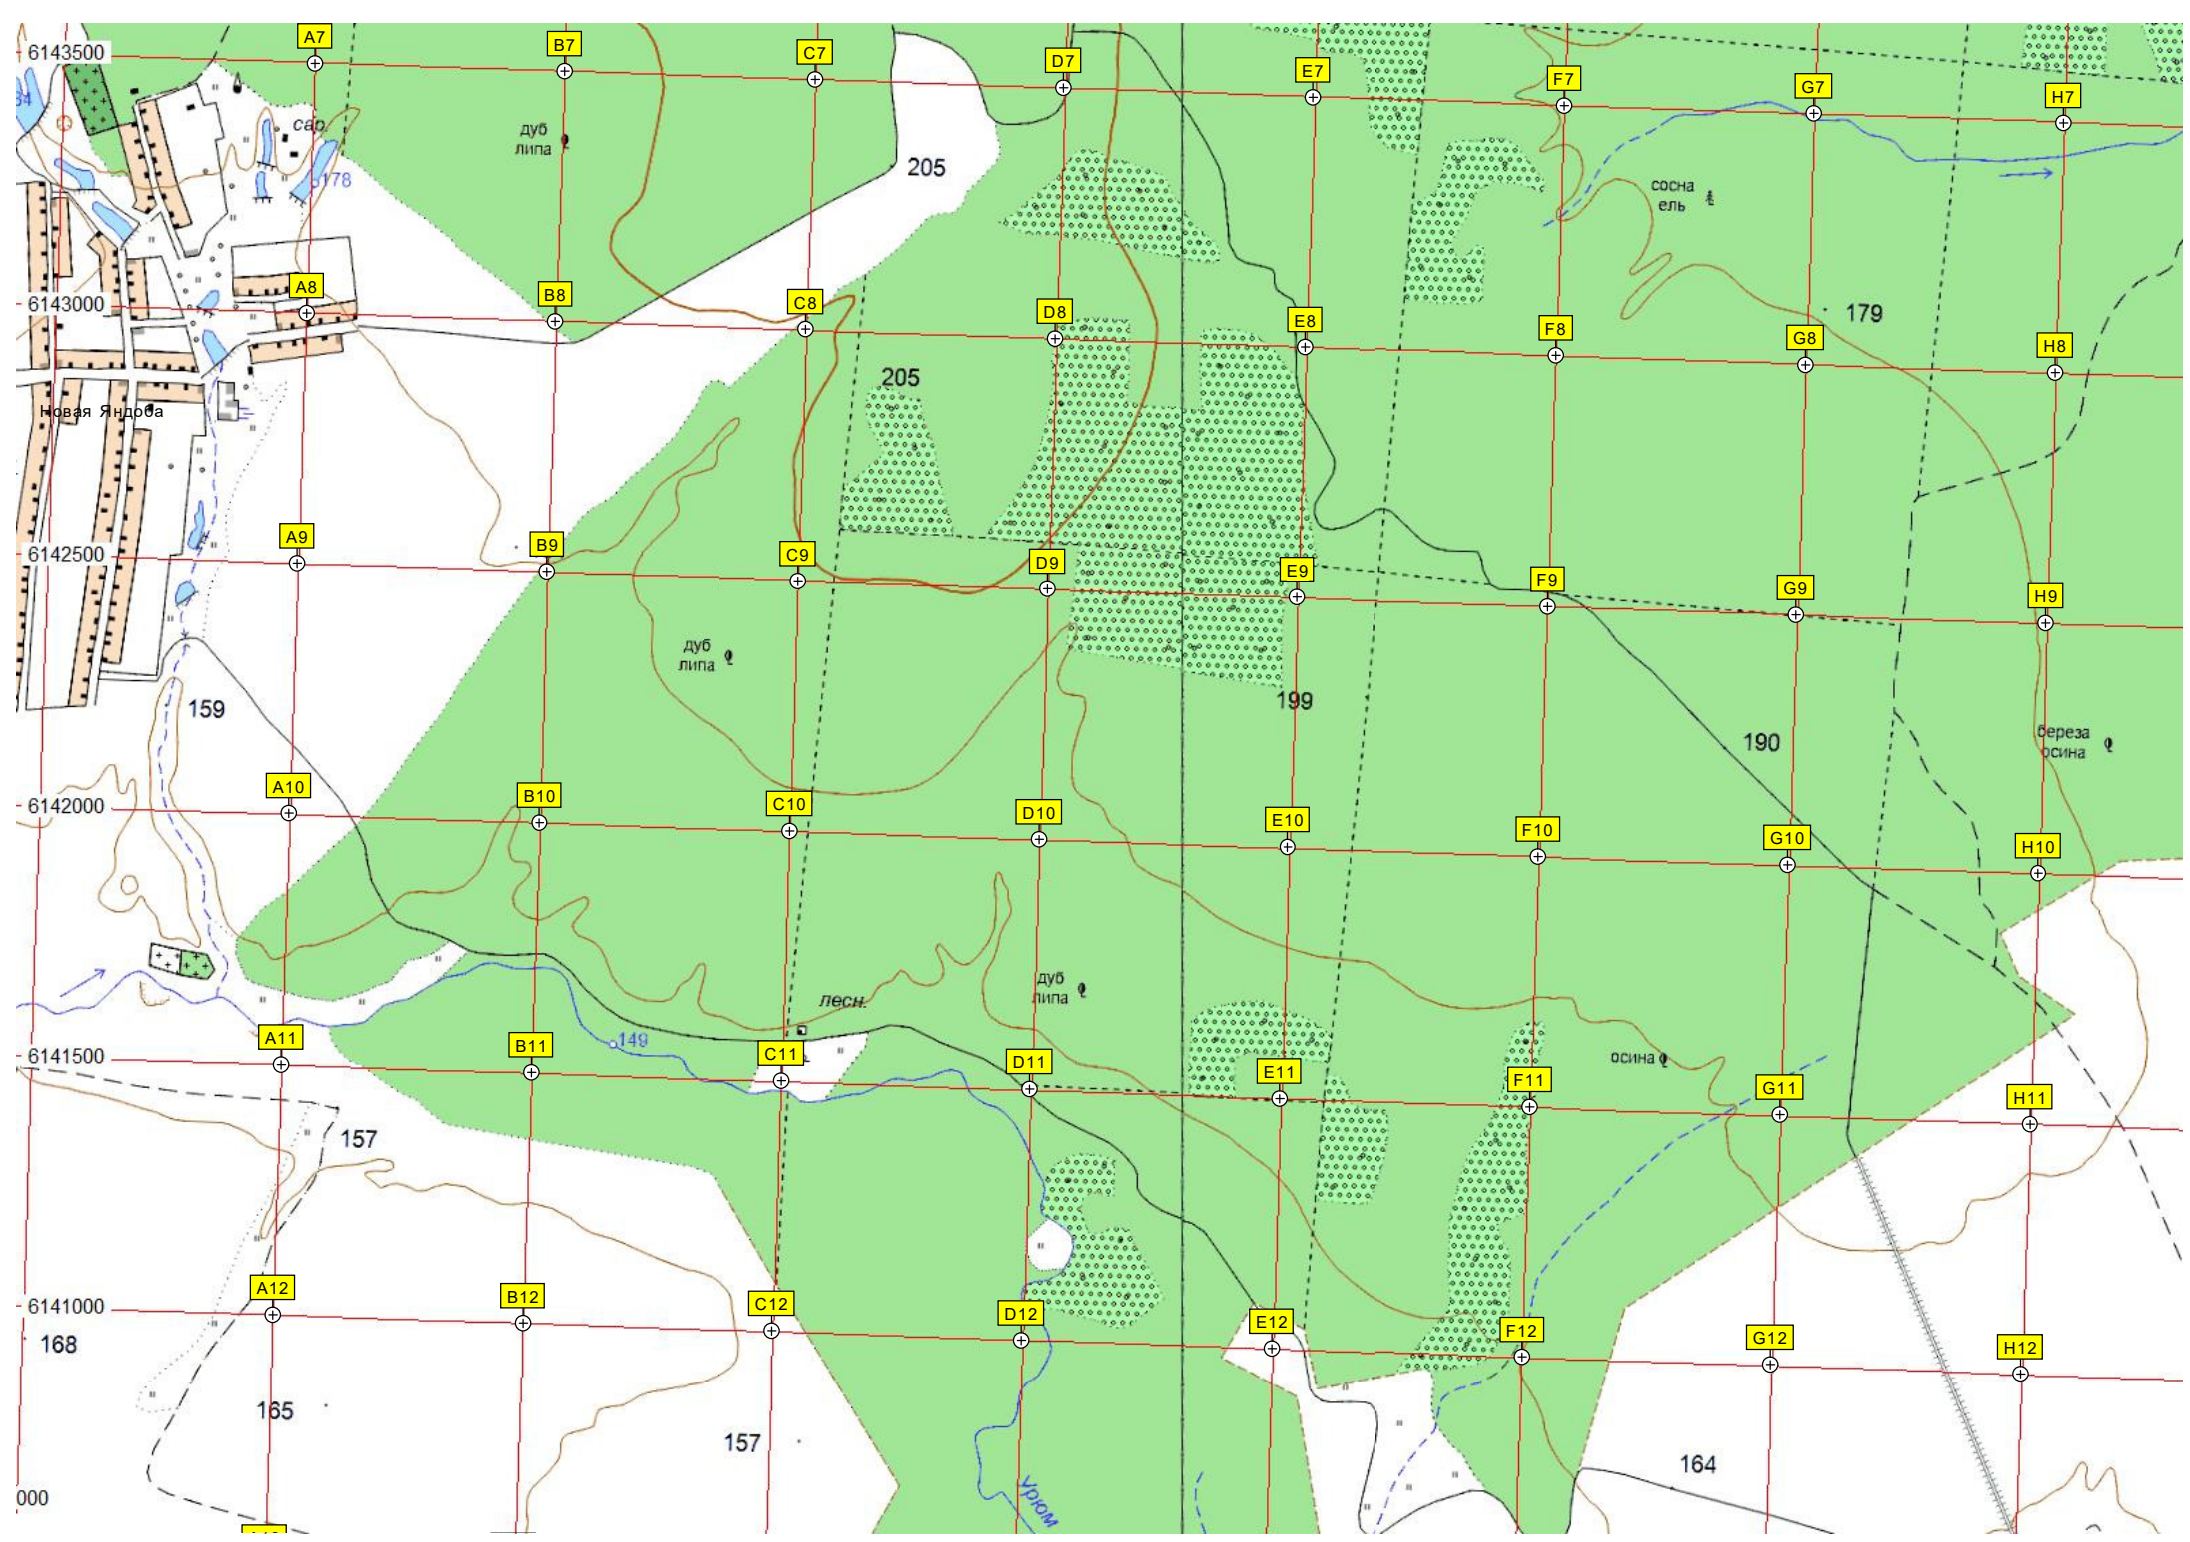 6143500
A7
B7
C7
D7
E7
F7
G7
H7
сар.
178
дуб
липа
205
сосна
ель
6143000
A8
B8
C8
D8
E8
F8
G8
H8
179
205
Новая Яндоба
6142500
A9
B9
C9
D9
E9
F9
G9
H9
дуб
липа
159
199
190
береза
осина
6142000
A10
B10
C10
D10
E10
F10
G10
H10
лесн.
дуб
липа
149
осина
6141500
A11
B11
C11
D11
E11
F11
G11
H11
157
6141000
A12
B12
C12
D12
E12
F12
G12
H12
168
165
157
164
000
Урюм